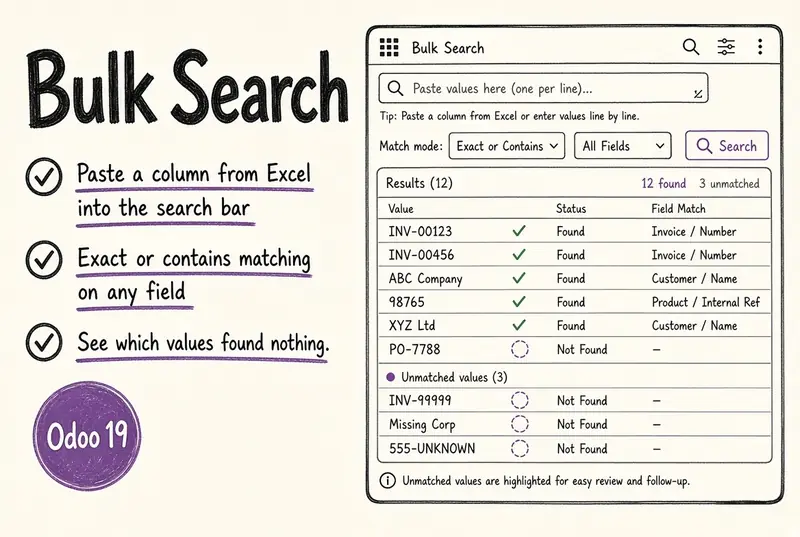 Bulk Search
Paste a column from Excel
into the search bar
Exact or contains matching
on any field
See which values found nothing.
Odoo 19
Bulk Search
Paste values here (one per line)...
Tip: Paste a column from Excel or enter values line by line.
Match mode: Exact or Contains All Fields Search
Results (12) 12 found 3 unmatched
Value Status Field Match
INV-00123 Found Invoice / Number
INV-00456 Found Invoice / Number
ABC Company Found Customer / Name
98765 Found Product / Internal Ref
XYZ Ltd Found Customer / Name
PO-7788 Not Found –
Unmatched values (3)
INV-99999 Not Found –
Missing Corp Not Found –
555-UNKNOWN Not Found –
Unmatched values are highlighted for easy review and follow-up.